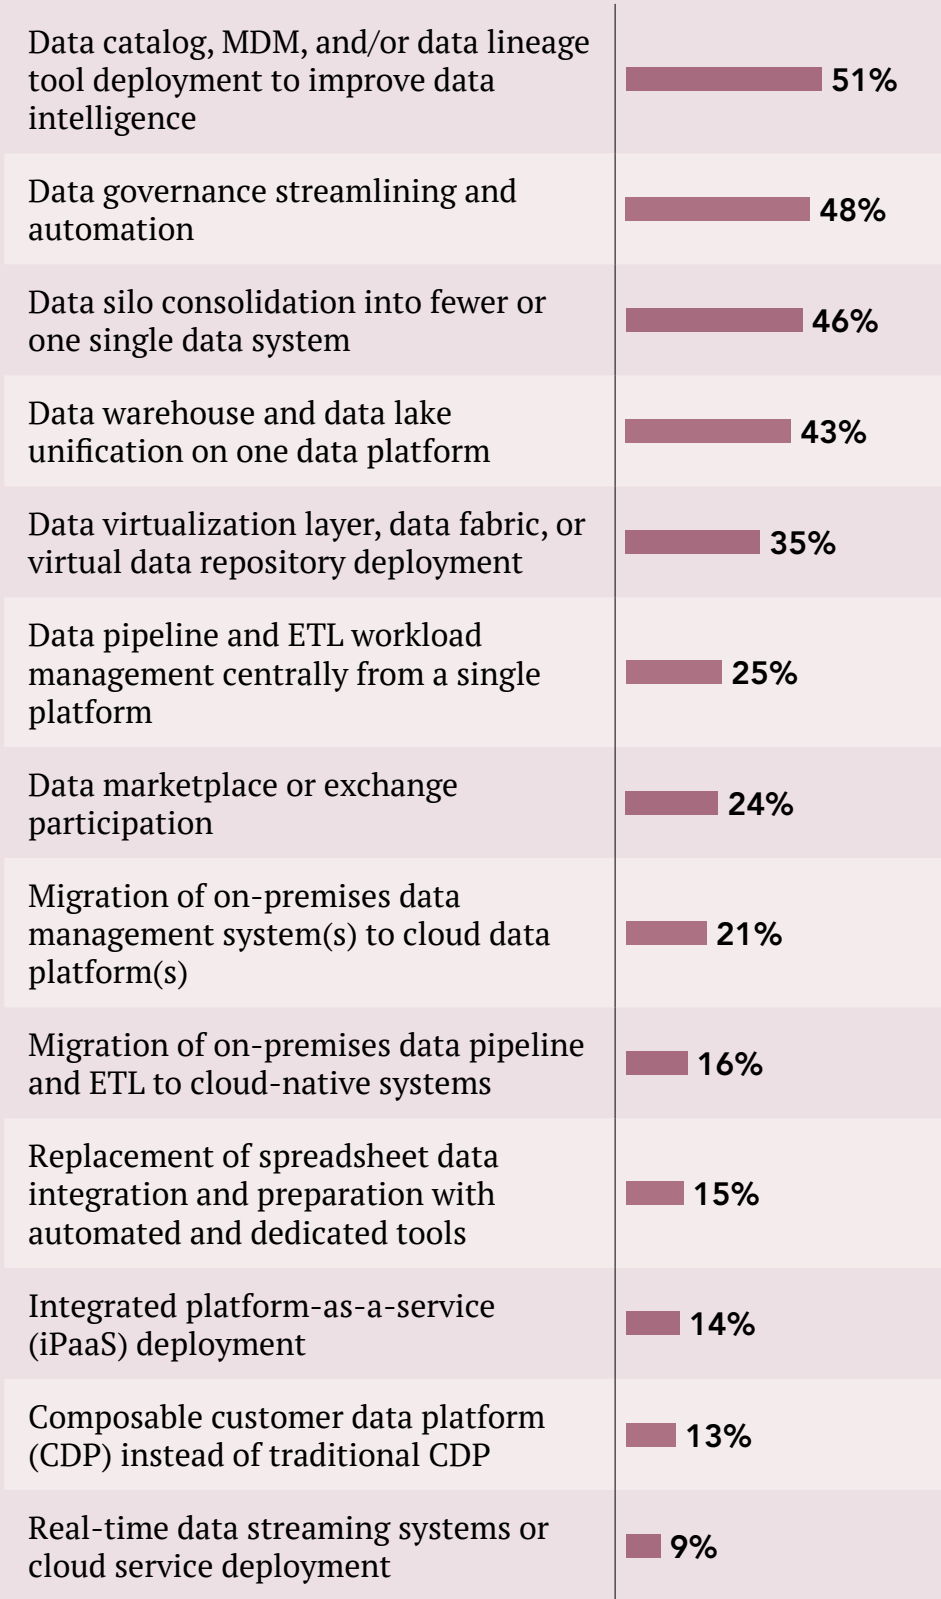 Data catalog, MDM, and/or data lineage
tool deployment to improve data
intelligence
51%
Data governance streamlining and
automation
48%
Data silo consolidation into fewer or
one single data system
46%
Data warehouse and data lake
unification on one data platform
43%
Data virtualization layer, data fabric, or
virtual data repository deployment
35%
Data pipeline and ETL workload
management centrally from a single
platform
25%
Data marketplace or exchange
participation
24%
Migration of on-premises data
management system(s) to cloud data
platform(s)
21%
Migration of on-premises data pipeline
and ETL to cloud-native systems
16%
Replacement of spreadsheet data
integration and preparation with
automated and dedicated tools
15%
Integrated platform-as-a-service
(iPaaS) deployment
14%
Composable customer data platform
(CDP) instead of traditional CDP
13%
Real-time data streaming systems or
cloud service deployment
9%